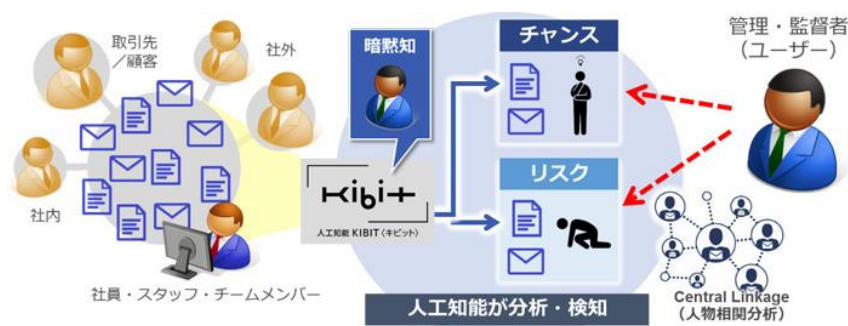 取引先
／顧客
社外
社内
社員・スタッフ・チームメンバー
暗黙知
Kibit
人工知能 KIBIT（キビット）
チャンス
リスク
人工知能が分析・検知
管理・監督者
（ユーザー）
Central Linkage
（人物相関分析）